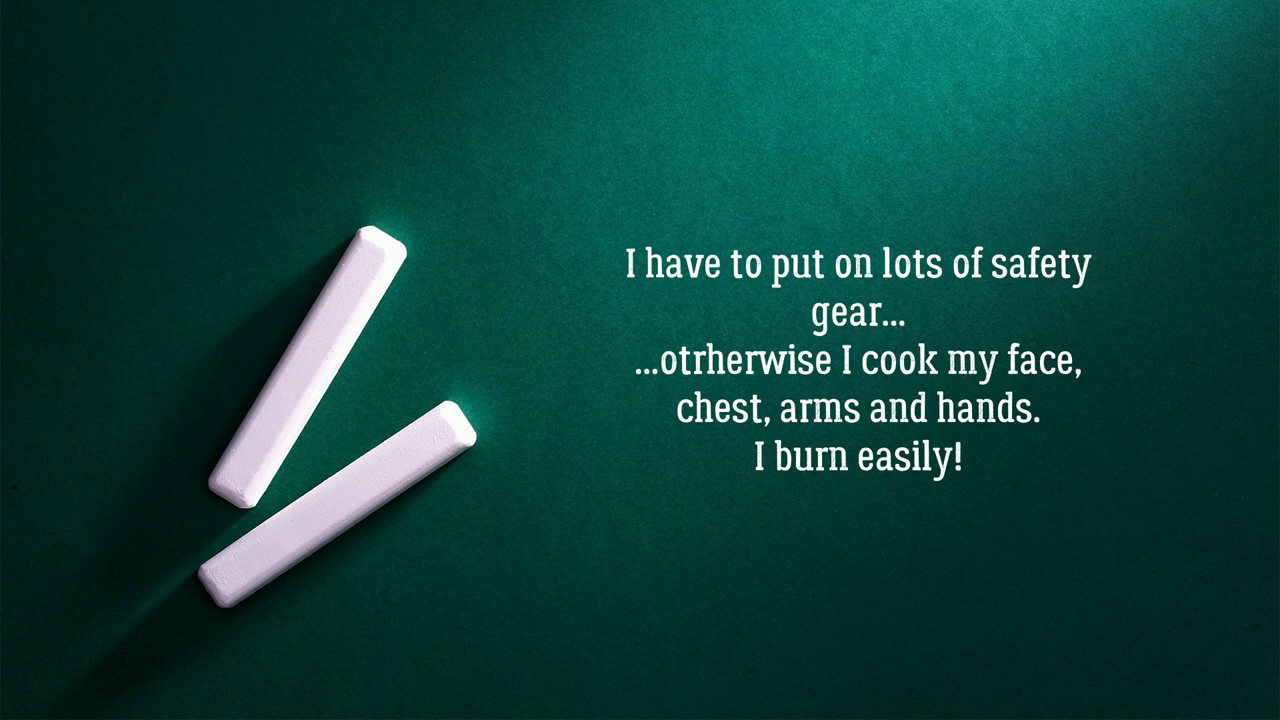 I have to put on lots of safety
gear...
...otrherwise I cook my face,
chest, arms and hands.
I burn easily!